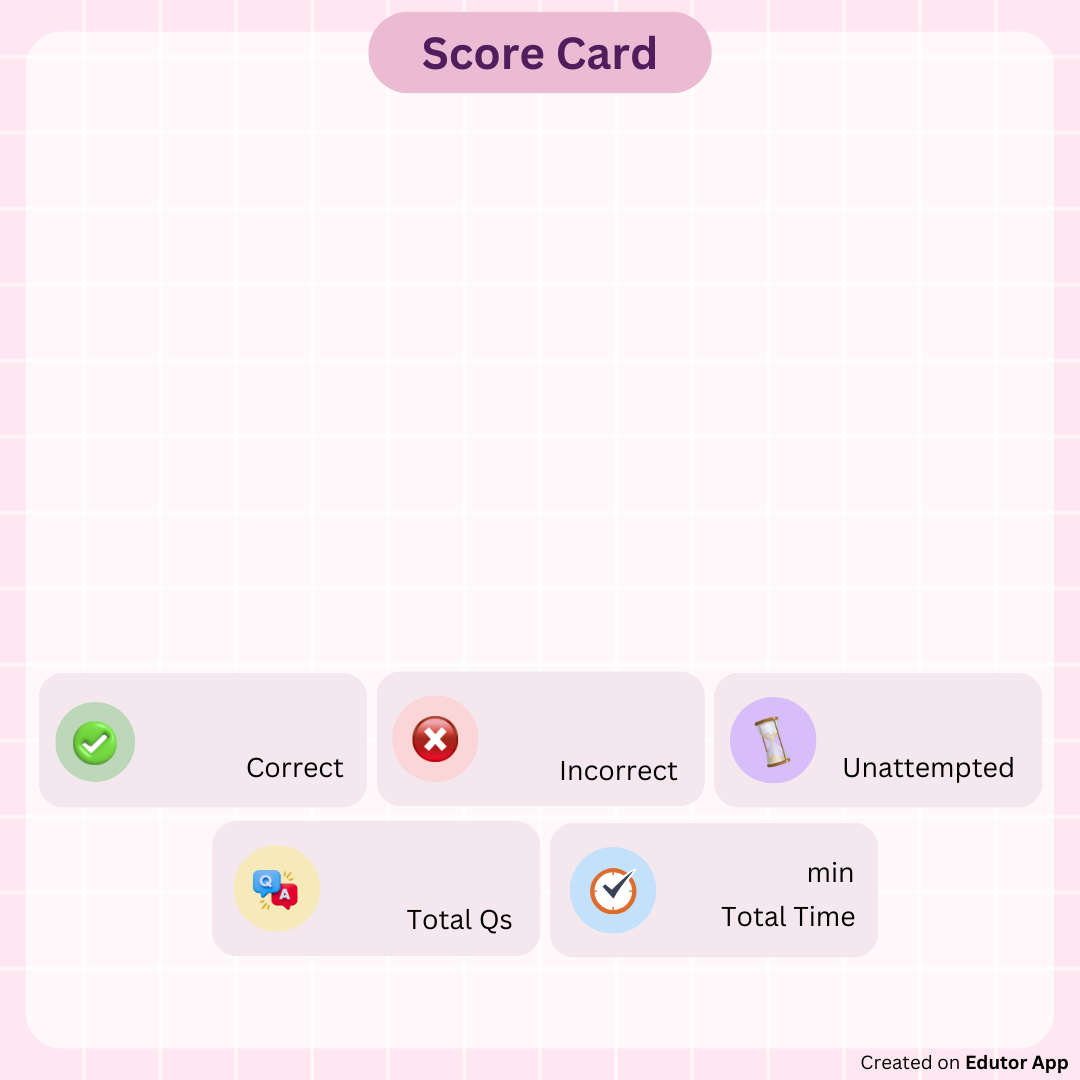 Score Card
Correct
Incorrect
Unattempted
Q
A
Total Qs
min
Total Time
Created on Edutor App